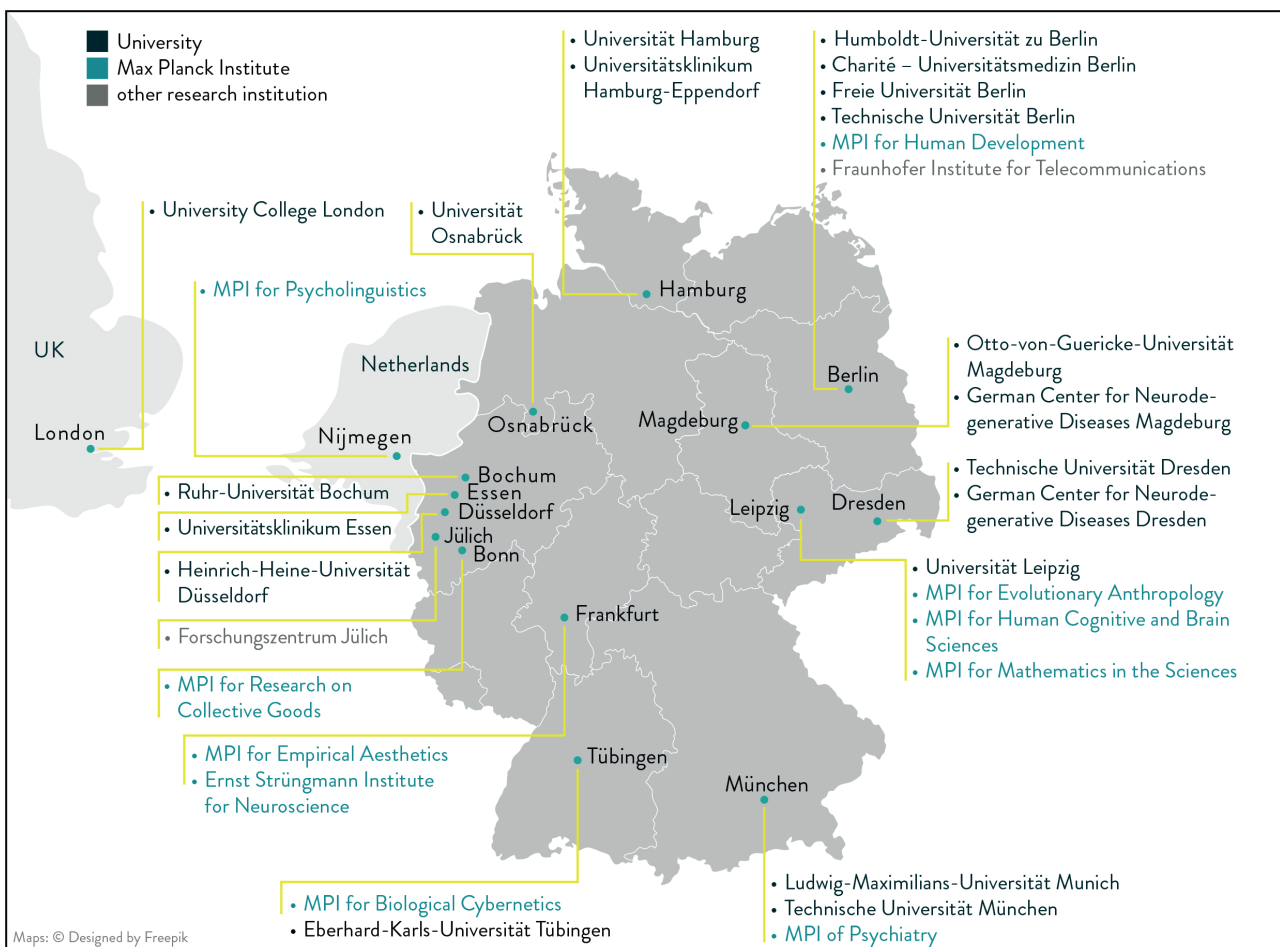 University
Max Planck Institute
other research institution
• Universität Hamburg
• Universitätsklinikum
Hamburg-Eppendorf
• Humboldt-Universität zu Berlin
• Charité – Universitätsmedizin Berlin
• Freie Universität Berlin
• Technische Universität Berlin
• MPI for Human Development
• Fraunhofer Institute for Telecommunications
• University College London
• Universität
Osnabrück
• MPI for Psycholinguistics
Hamburg
UK
Netherlands
Berlin
• Otto-von-Guericke-Universität
Magdeburg
• German Center for Neurode-
generative Diseases Magdeburg
London
Nijmegen
Osnabrück
Magdeburg
• Technische Universität Dresden
• German Center for Neurode-
generative Diseases Dresden
Bochum
Essen
Düsseldorf
Jülich
Bonn
Leipzig
Dresden
• Ruhr-Universität Bochum
• Universitätsklinikum Essen
• Heinrich-Heine-Universität
Düsseldorf
• Forschungszentrum Jülich
• MPI for Research on
Collective Goods
Frankfurt
• Universität Leipzig
• MPI for Evolutionary Anthropology
• MPI for Human Cognitive and Brain
Sciences
• MPI for Mathematics in the Sciences
• MPI for Empirical Aesthetics
• Ernst Strüngmann Institute
for Neuroscience
Tübingen
München
• MPI for Biological Cybernetics
• Eberhard-Karls-Universität Tübingen
• Ludwig-Maximilians-Universität Munich
• Technische Universität München
• MPI of Psychiatry
Maps: © Designed by Freepik